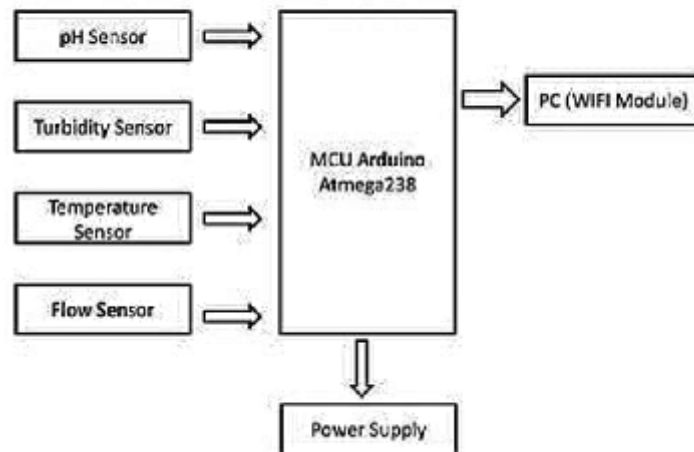 pH Sensor
Turbidity Sensor
Temperature
Sensor
Flow Sensor
MCU Arduino
Atmega238
PC (WIFI Module)
Power Supply